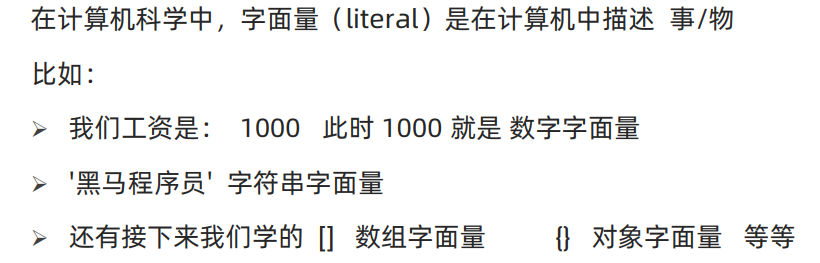 在计算机科学中，字面量（literal）是在计算机中描述 事/物
比如：
➢ 我们工资是： 1000 此时 1000 就是 数字字面量
➢ '黑马程序员' 字符串字面量
➢ 还有接下来我们学的 [] 数组字面量 {} 对象字面量 等等